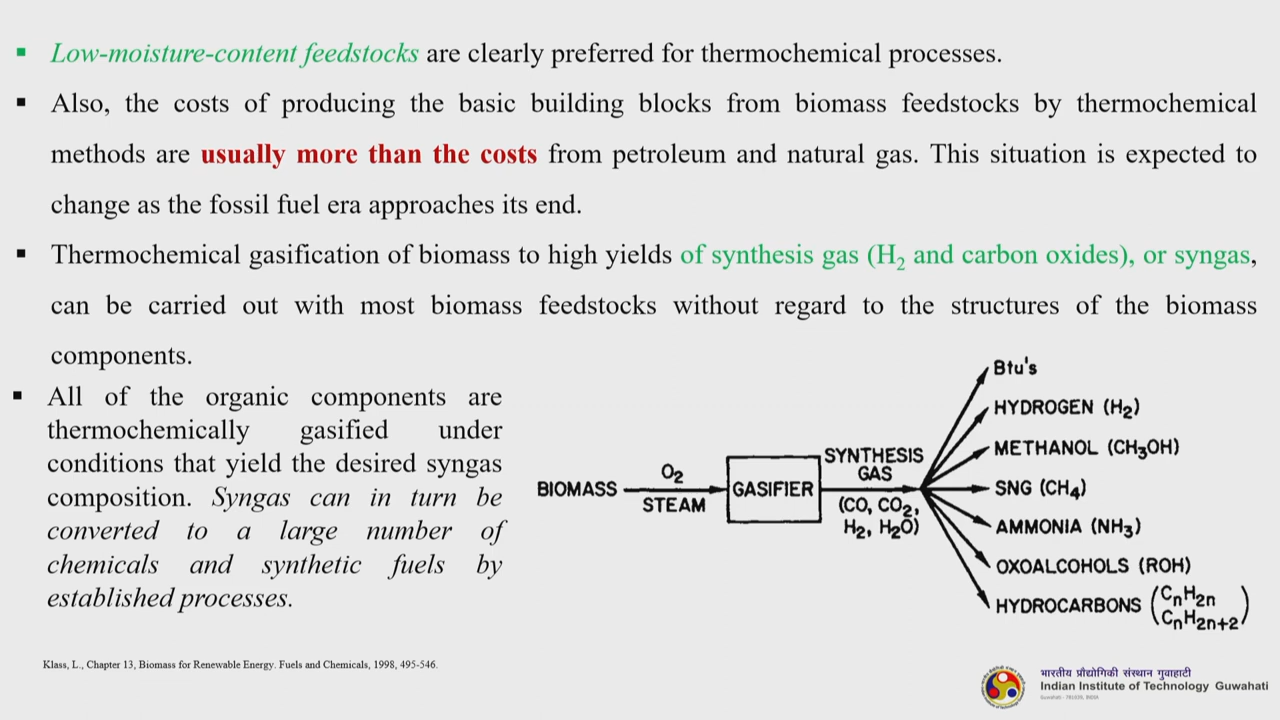 ▪ Low-moisture-content feedstocks are clearly preferred for thermochemical processes.
▪ Also, the costs of producing the basic building blocks from biomass feedstocks by thermochemical
methods are usually more than the costs from petroleum and natural gas. This situation is expected to
change as the fossil fuel era approaches its end.
▪ Thermochemical gasification of biomass to high yields of synthesis gas (H₂ and carbon oxides), or syngas,
can be carried out with most biomass feedstocks without regard to the structures of the biomass
components.
▪ All of the organic components are
thermochemically gasified under
conditions that yield the desired syngas
composition. Syngas can in turn be
converted to a large number of
chemicals and synthetic fuels by
established processes.
BIOMASS
O₂
STEAM
GASIFIER
SYNTHESIS
GAS
(CO, CO₂,
H₂, H₂O)
Btu's
HYDROGEN (H₂)
METHANOL (CH₃OH)
SNG (CH₄)
AMMONIA (NH₃)
OXOALCOHOLS (ROH)
HYDROCARBONS (CₙH₂ₙ
CₙH₂ₙ₊₂)
Klass, L., Chapter 13, Biomass for Renewable Energy. Fuels and Chemicals, 1998, 495-546.
भारतीय प्रौद्योगिकी संस्थान गुवाहाटी
Indian Institute of Technology Guwahati
Guwahati - 781039, INDIA